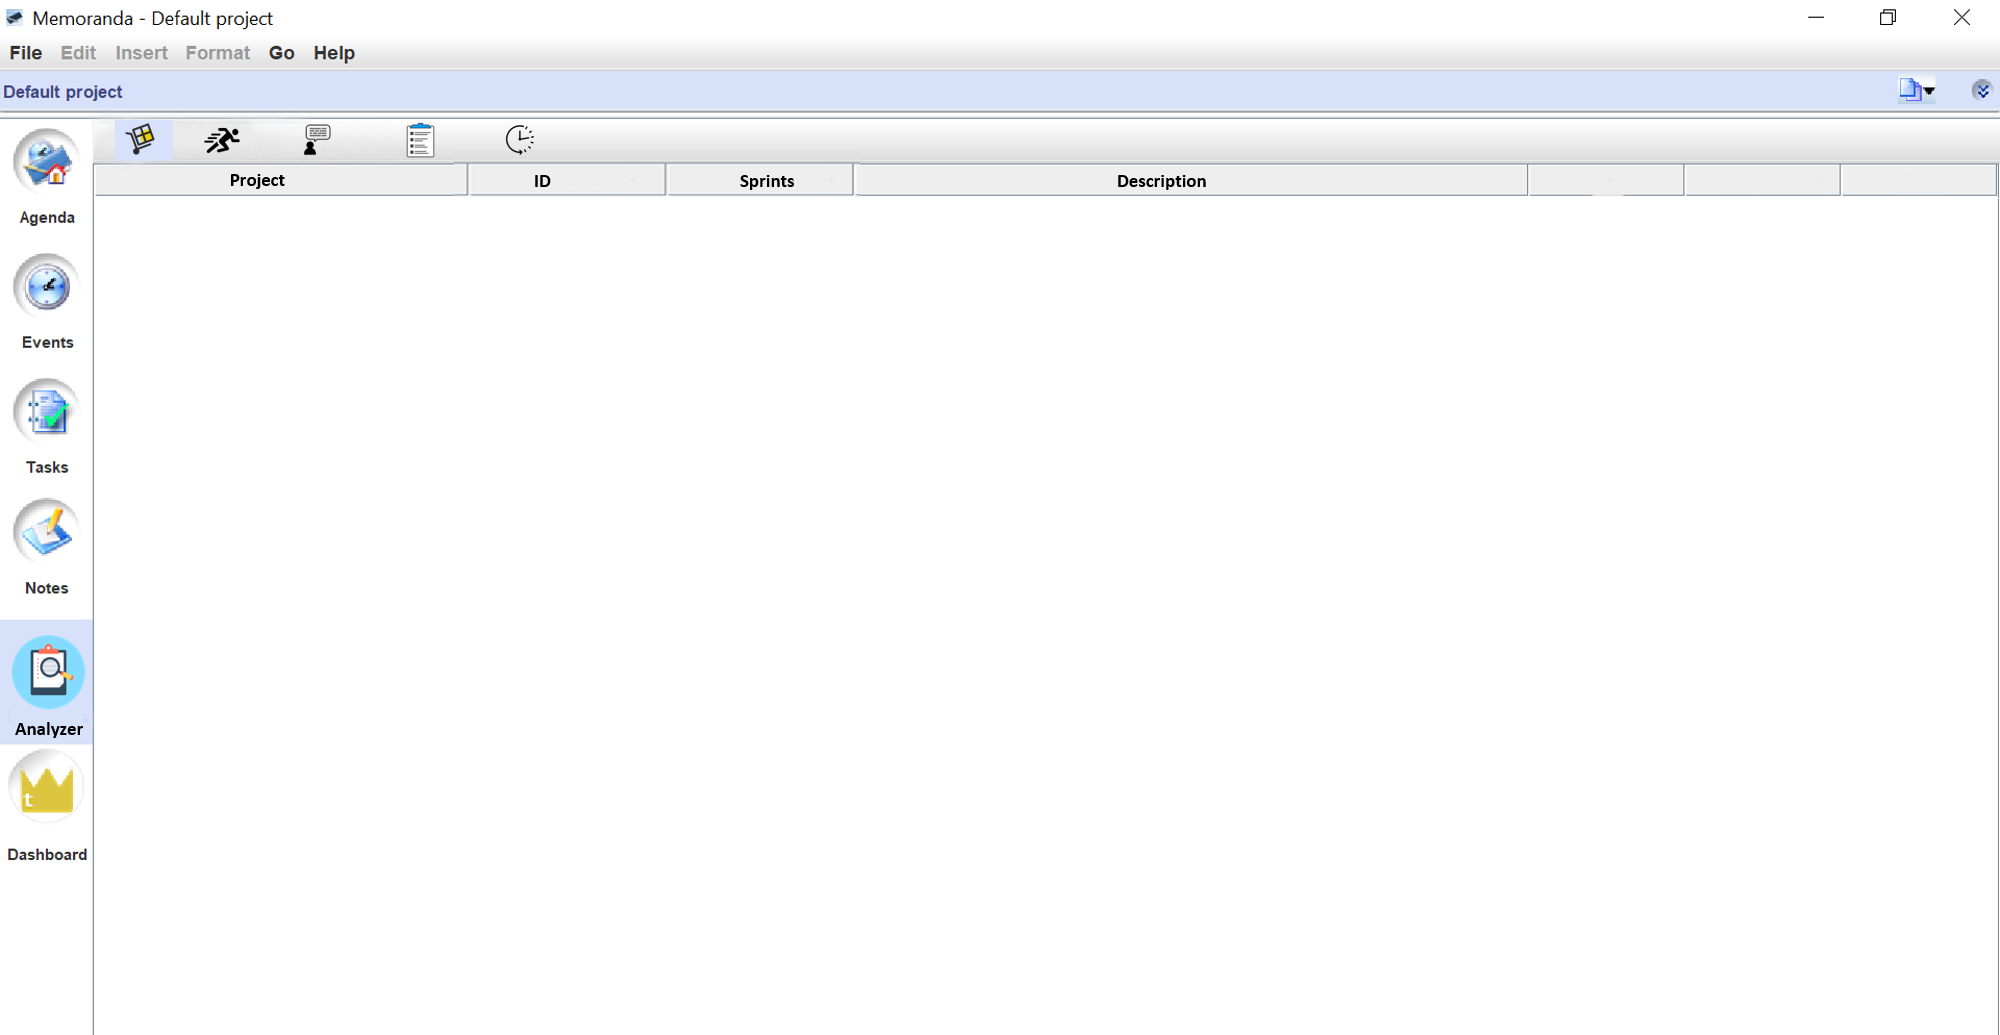 Memoranda - Default project
File Edit Insert Format Go Help
Default project
Project ID Sprints Description
Agenda
Events
Tasks
Notes
Analyzer
t
Dashboard